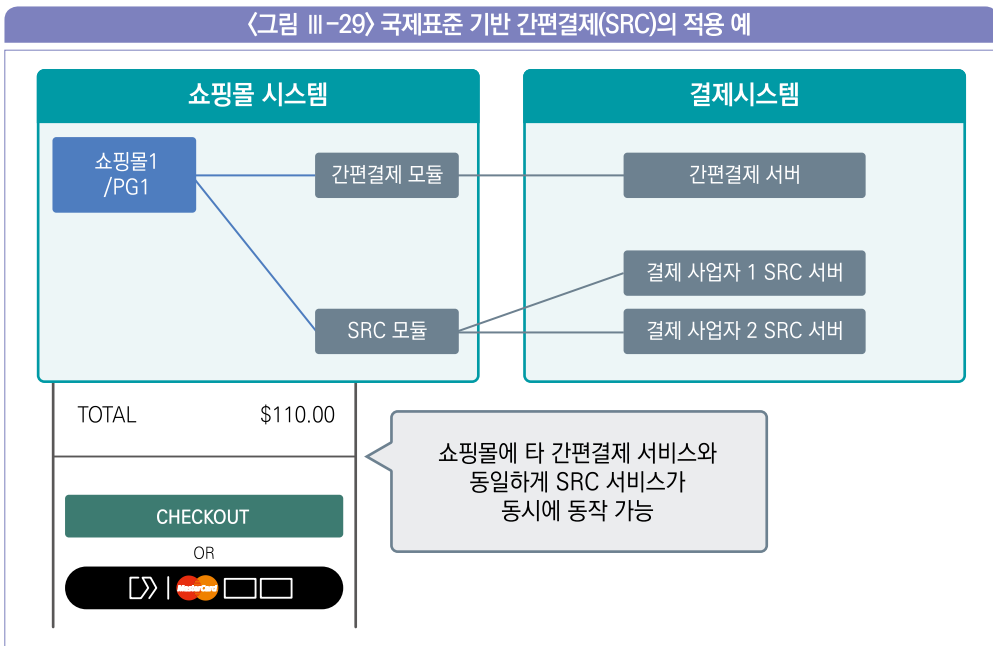 〈그림 Ⅲ-29〉 국제표준 기반 간편결제(SRC)의 적용 예
쇼핑몰 시스템
결제시스템
쇼핑몰1
/PG1
간편결제 모듈
간편결제 서버
결제 사업자 1 SRC 서버
SRC 모듈
결제 사업자 2 SRC 서버
TOTAL $110.00
쇼핑몰에 타 간편결제 서비스와
동일하게 SRC 서비스가
동시에 동작 가능
CHECKOUT
OR
MasterCard